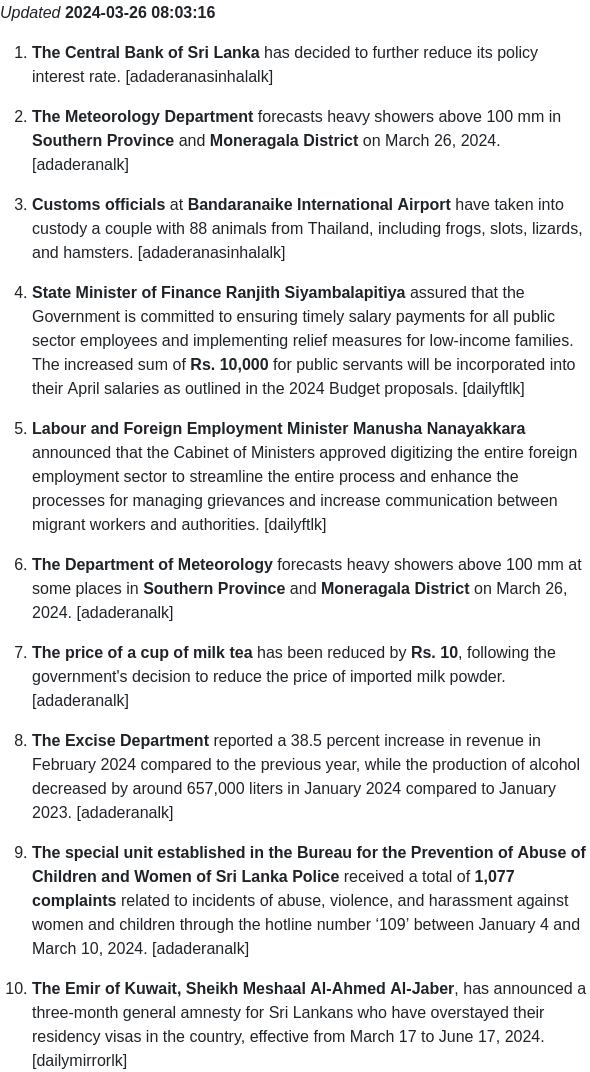 Updated 2024-03-26 08:03:16
1. The Central Bank of Sri Lanka has decided to further reduce its policy
interest rate. [adaderanasinhalalk]
2. The Meteorology Department forecasts heavy showers above 100 mm in
Southern Province and Moneragala District on March 26, 2024.
[adaderanalk]
3. Customs officials at Bandaranaike International Airport have taken into
custody a couple with 88 animals from Thailand, including frogs, slots, lizards,
and hamsters. [adaderanasinhalalk]
4. State Minister of Finance Ranjith Siyambalapitiya assured that the
Government is committed to ensuring timely salary payments for all public
sector employees and implementing relief measures for low-income families.
The increased sum of Rs. 10,000 for public servants will be incorporated into
their April salaries as outlined in the 2024 Budget proposals. [dailyftlk]
5. Labour and Foreign Employment Minister Manusha Nanayakkara
announced that the Cabinet of Ministers approved digitizing the entire foreign
employment sector to streamline the entire process and enhance the
processes for managing grievances and increase communication between
migrant workers and authorities. [dailyftlk]
6. The Department of Meteorology forecasts heavy showers above 100 mm at
some places in Southern Province and Moneragala District on March 26,
2024. [adaderanalk]
7. The price of a cup of milk tea has been reduced by Rs. 10, following the
government's decision to reduce the price of imported milk powder.
[adaderanalk]
8. The Excise Department reported a 38.5 percent increase in revenue in
February 2024 compared to the previous year, while the production of alcohol
decreased by around 657,000 liters in January 2024 compared to January
2023. [adaderanalk]
9. The special unit established in the Bureau for the Prevention of Abuse of
Children and Women of Sri Lanka Police received a total of 1,077
complaints related to incidents of abuse, violence, and harassment against
women and children through the hotline number ‘109’ between January 4 and
March 10, 2024. [adaderanalk]
10. The Emir of Kuwait, Sheikh Meshaal Al-Ahmed Al-Jaber, has announced a
three-month general amnesty for Sri Lankans who have overstayed their
residency visas in the country, effective from March 17 to June 17, 2024.
[dailymirrorlk]